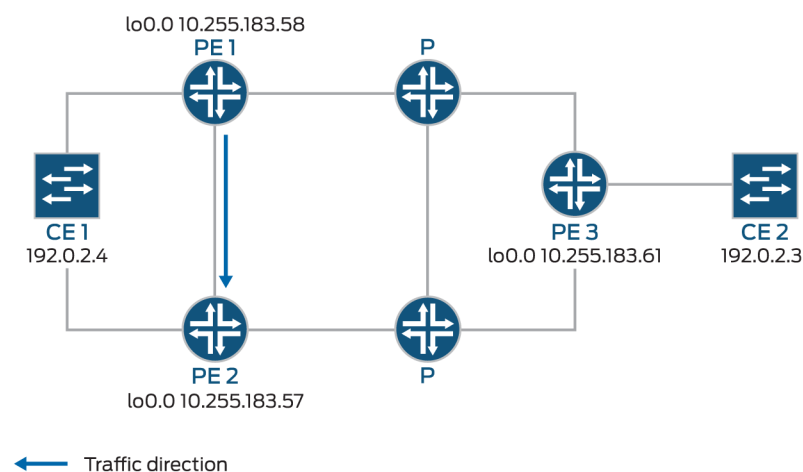 lo0.0 10.255.183.58
PE 1
P
CE 1
192.0.2.4
PE 3
lo0.0 10.255.183.61
CE 2
192.0.2.3
PE 2
lo0.0 10.255.183.57
P
Traffic direction